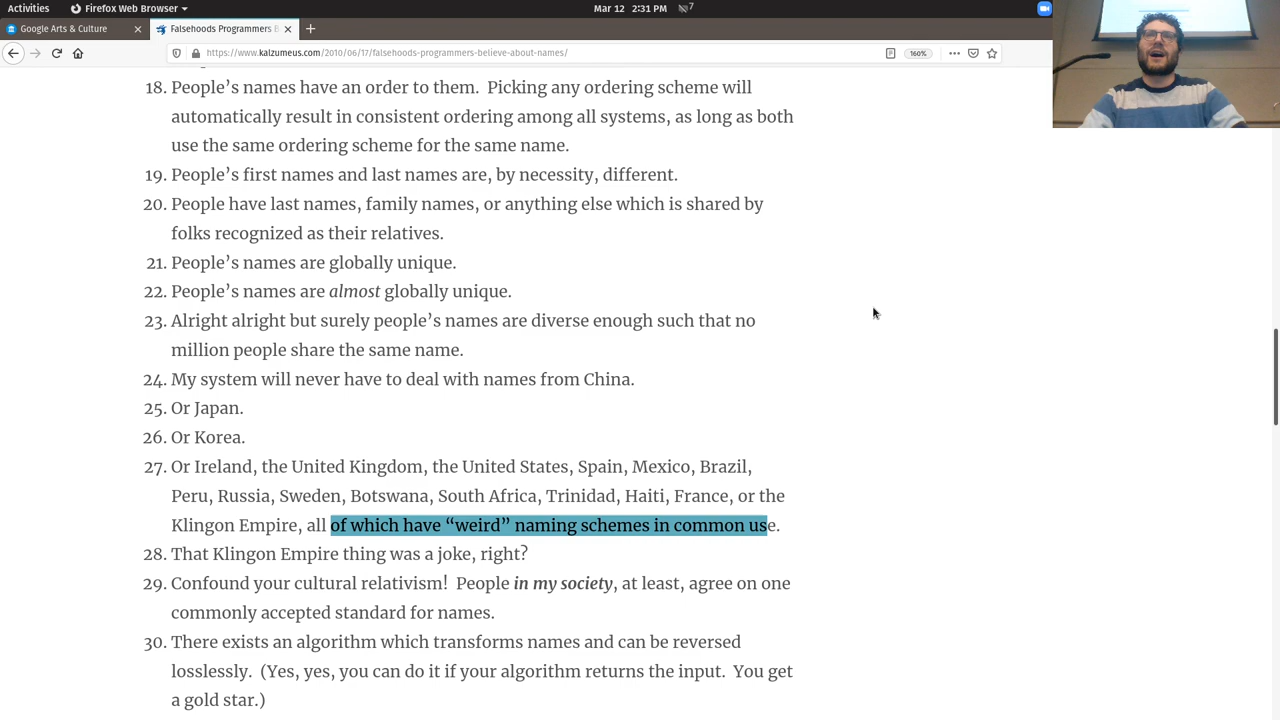 Activities
Firefox Web Browser
Mar 12 2:31 PM
7
Google Arts & Culture
Falsehoods Programmers B
https://www.kalzumeus.com/2010/06/17/falsehoods-programmers-believe-about-names/
160%
18. People’s names have an order to them.  Picking any ordering scheme will
automatically result in consistent ordering among all systems, as long as both
use the same ordering scheme for the same name.
19. People’s first names and last names are, by necessity, different.
20. People have last names, family names, or anything else which is shared by
folks recognized as their relatives.
21. People’s names are globally unique.
22. People’s names are almost globally unique.
23. Alright alright but surely people’s names are diverse enough such that no
million people share the same name.
24. My system will never have to deal with names from China.
25. Or Japan.
26. Or Korea.
27. Or Ireland, the United Kingdom, the United States, Spain, Mexico, Brazil,
Peru, Russia, Sweden, Botswana, South Africa, Trinidad, Haiti, France, or the
Klingon Empire, all of which have “weird” naming schemes in common use.
28. That Klingon Empire thing was a joke, right?
29. Confound your cultural relativism!  People in my society, at least, agree on one
commonly accepted standard for names.
30. There exists an algorithm which transforms names and can be reversed
losslessly.  (Yes, yes, you can do it if your algorithm returns the input.  You get
a gold star.)